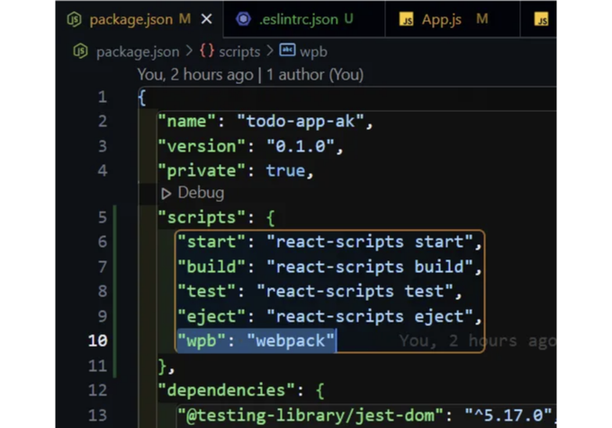 package.json M .eslintrc.json U App.js M
package.json > {} scripts > abc wpb
You, 2 hours ago | 1 author (You)
1 {
2 "name": "todo-app-ak",
3 "version": "0.1.0",
4 "private": true,
Debug
5 "scripts": {
6 "start": "react-scripts start",
7 "build": "react-scripts build",
8 "test": "react-scripts test",
9 "eject": "react-scripts eject",
10 "wpb": "webpack" You, 2 hours ago
11 },
12 "dependencies": {
13 "@testing-library/jest-dom": "^5.17.0",